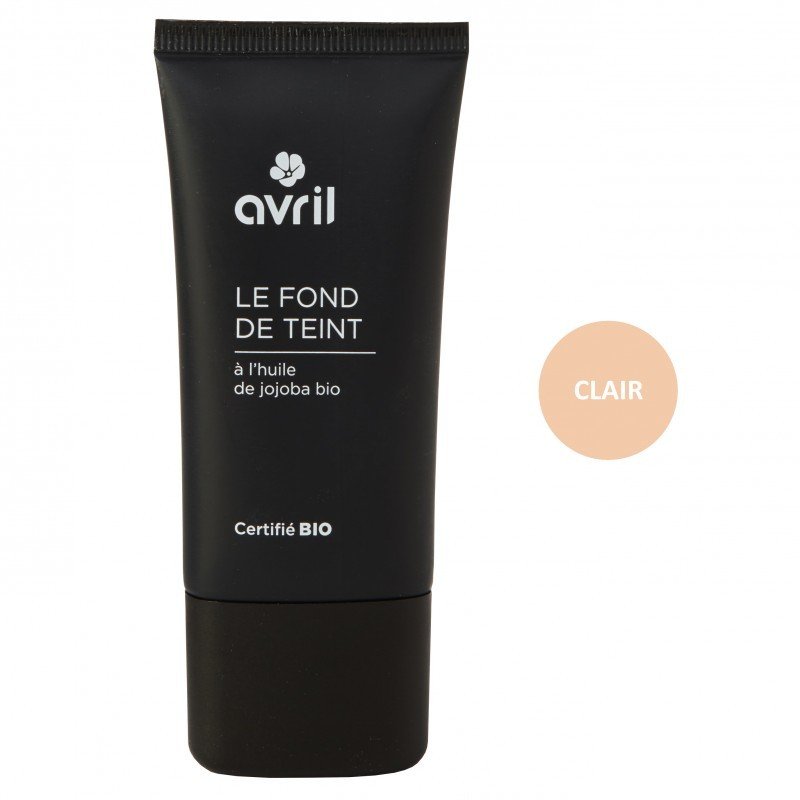 avril
LE FOND
DE TEINT
à l'huile
de jojoba bio
Certifié BIO
CLAIR